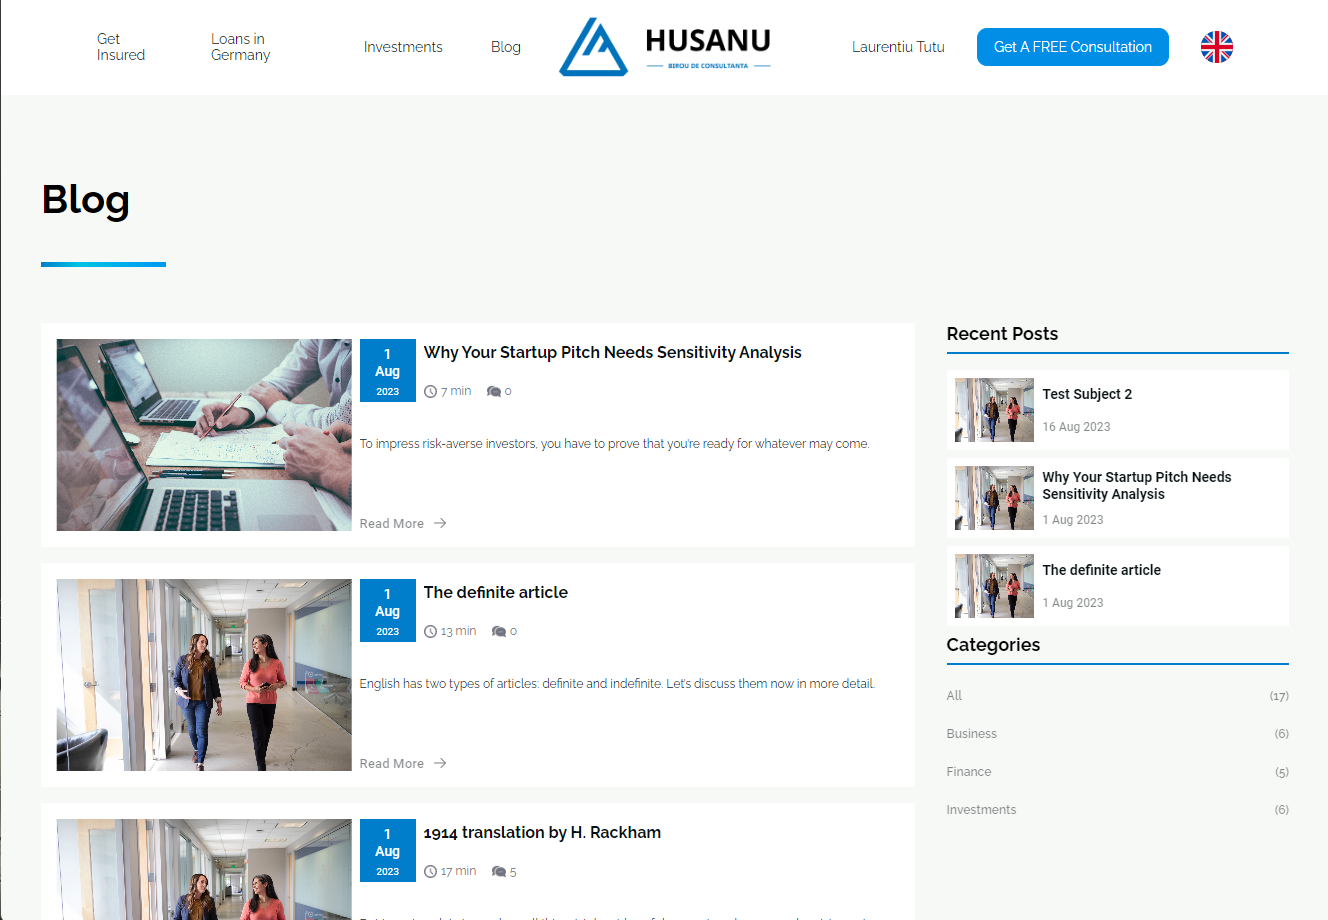 Get
Insured
Loans in
Germany
Investments
Blog
HUSANU
BIROU DE CONSULTANTA
Laurentiu Tutu
Get A FREE Consultation
Blog
1
Aug
2023
Why Your Startup Pitch Needs Sensitivity Analysis
7 min
0
To impress risk-averse investors, you have to prove that you're ready for whatever may come.
Read More
1
Aug
2023
The definite article
13 min
0
English has two types of articles: definite and indefinite. Let's discuss them now in more detail.
Read More
1
Aug
2023
1914 translation by H. Rackham
17 min
5
Recent Posts
Test Subject 2
16 Aug 2023
Why Your Startup Pitch Needs
Sensitivity Analysis
1 Aug 2023
The definite article
1 Aug 2023
Categories
All (17)
Business (6)
Finance (5)
Investments (6)